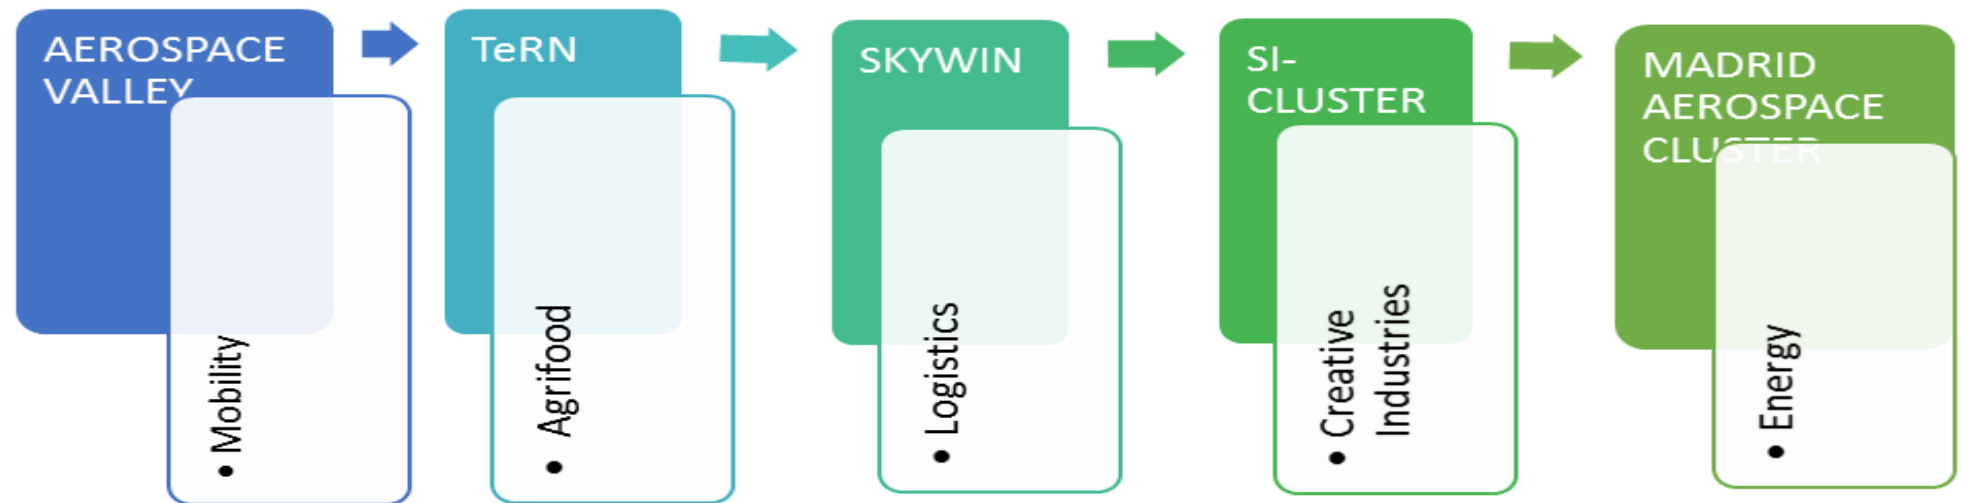 AEROSPACE
VALLEY
• Mobility
TeRN
• Agrifood
SKYWIN
• Logistics
SI-
CLUSTER
• Creative
Industries
MADRID
AEROSPACE
CLUSTER
• Energy